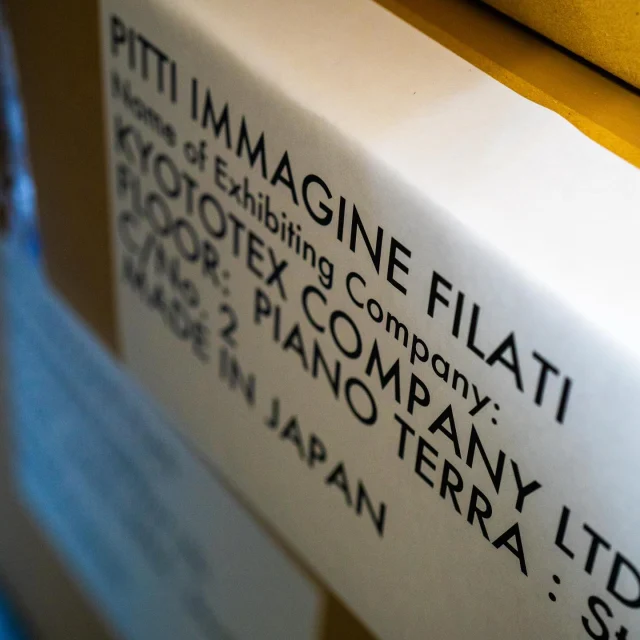 PITTI IMMAGINE FILATI
Name of Exhibiting Company:
KYOTOTEX COMPANY LTD
FLOOR: PIANO TERRA :
C/No. 2
MADE IN JAPAN